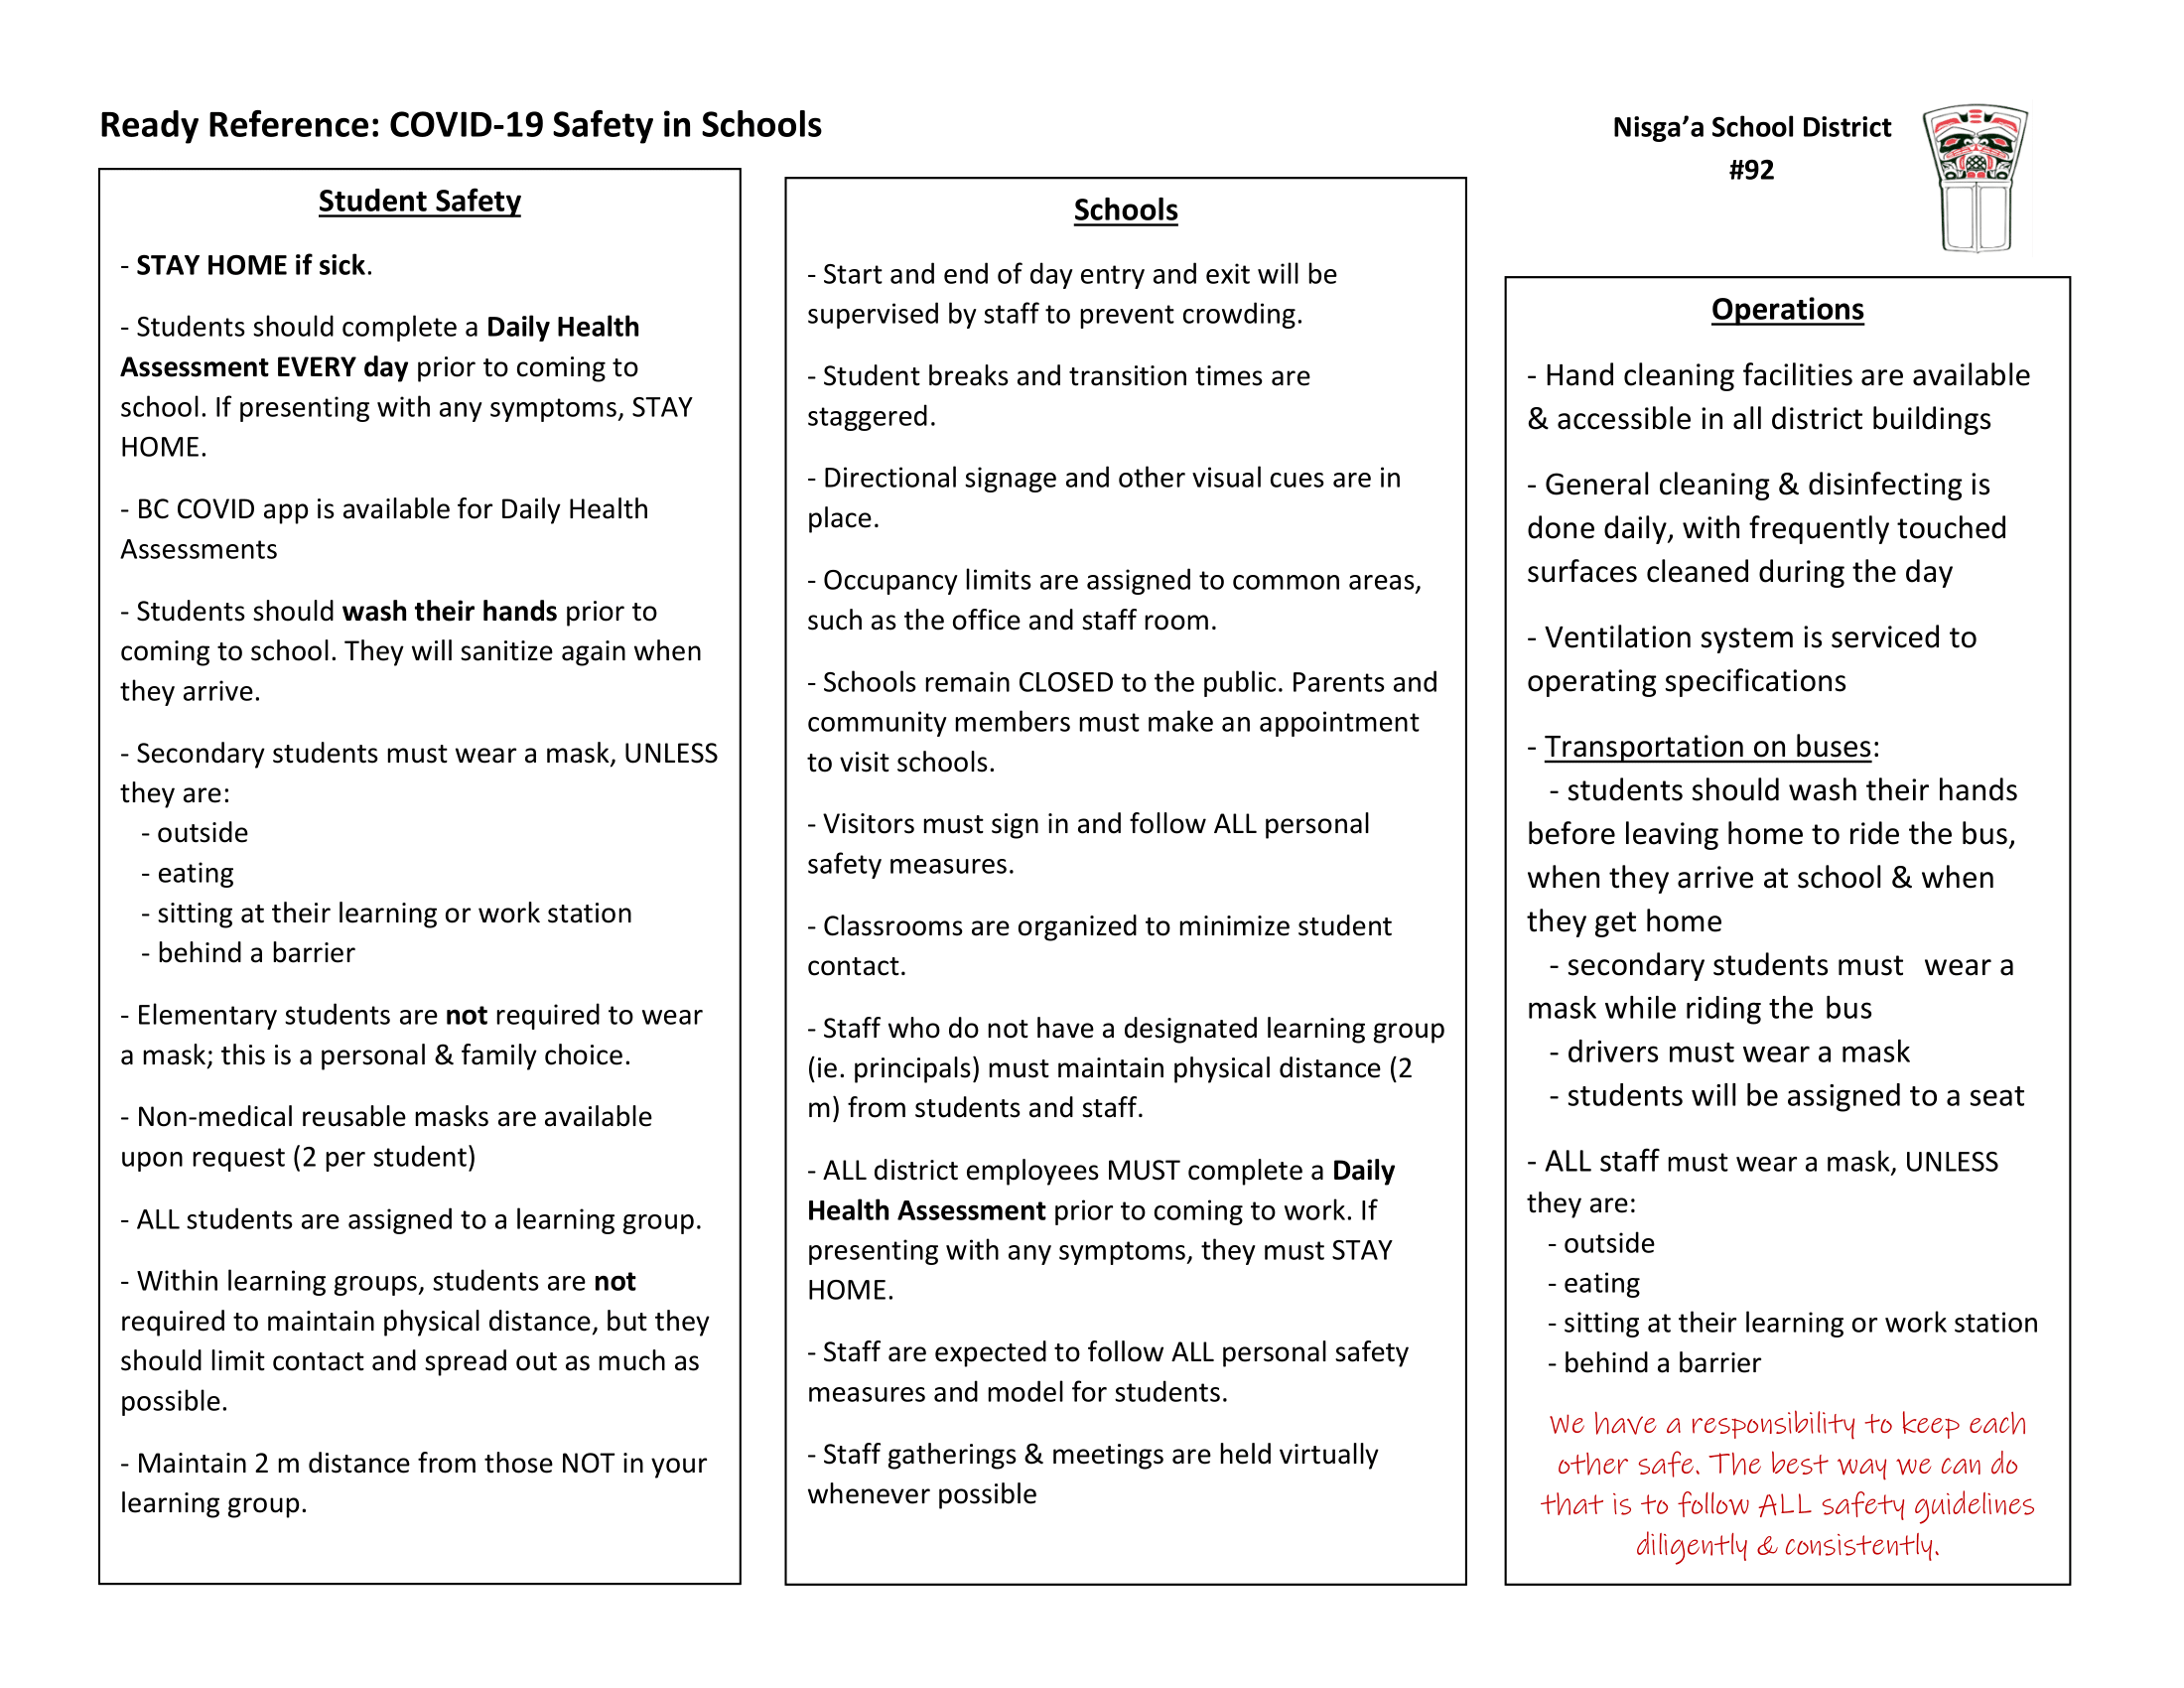 Ready Reference: COVID-19 Safety in Schools
Nisga’a School District
#92
Student Safety
- STAY HOME if sick.
- Students should complete a Daily Health
Assessment EVERY day prior to coming to
school. If presenting with any symptoms, STAY
HOME.
- BC COVID app is available for Daily Health
Assessments
- Students should wash their hands prior to
coming to school. They will sanitize again when
they arrive.
- Secondary students must wear a mask, UNLESS
they are:
- outside
- eating
- sitting at their learning or work station
- behind a barrier
- Elementary students are not required to wear
a mask; this is a personal & family choice.
- Non-medical reusable masks are available
upon request (2 per student)
- ALL students are assigned to a learning group.
- Within learning groups, students are not
required to maintain physical distance, but they
should limit contact and spread out as much as
possible.
- Maintain 2 m distance from those NOT in your
learning group.
Schools
- Start and end of day entry and exit will be
supervised by staff to prevent crowding.
- Student breaks and transition times are
staggered.
- Directional signage and other visual cues are in
place.
- Occupancy limits are assigned to common areas,
such as the office and staff room.
- Schools remain CLOSED to the public. Parents and
community members must make an appointment
to visit schools.
- Visitors must sign in and follow ALL personal
safety measures.
- Classrooms are organized to minimize student
contact.
- Staff who do not have a designated learning group
(ie. principals) must maintain physical distance (2
m) from students and staff.
- ALL district employees MUST complete a Daily
Health Assessment prior to coming to work. If
presenting with any symptoms, they must STAY
HOME.
- Staff are expected to follow ALL personal safety
measures and model for students.
- Staff gatherings & meetings are held virtually
whenever possible
Operations
- Hand cleaning facilities are available
& accessible in all district buildings
- General cleaning & disinfecting is
done daily, with frequently touched
surfaces cleaned during the day
- Ventilation system is serviced to
operating specifications
- Transportation on buses:
- students should wash their hands
before leaving home to ride the bus,
when they arrive at school & when
they get home
- secondary students must wear a
mask while riding the bus
- drivers must wear a mask
- students will be assigned to a seat
- ALL staff must wear a mask, UNLESS
they are:
- outside
- eating
- sitting at their learning or work station
- behind a barrier
We have a responsibility to keep each
other safe. The best way we can do
that is to follow ALL safety guidelines
diligently & consistently.